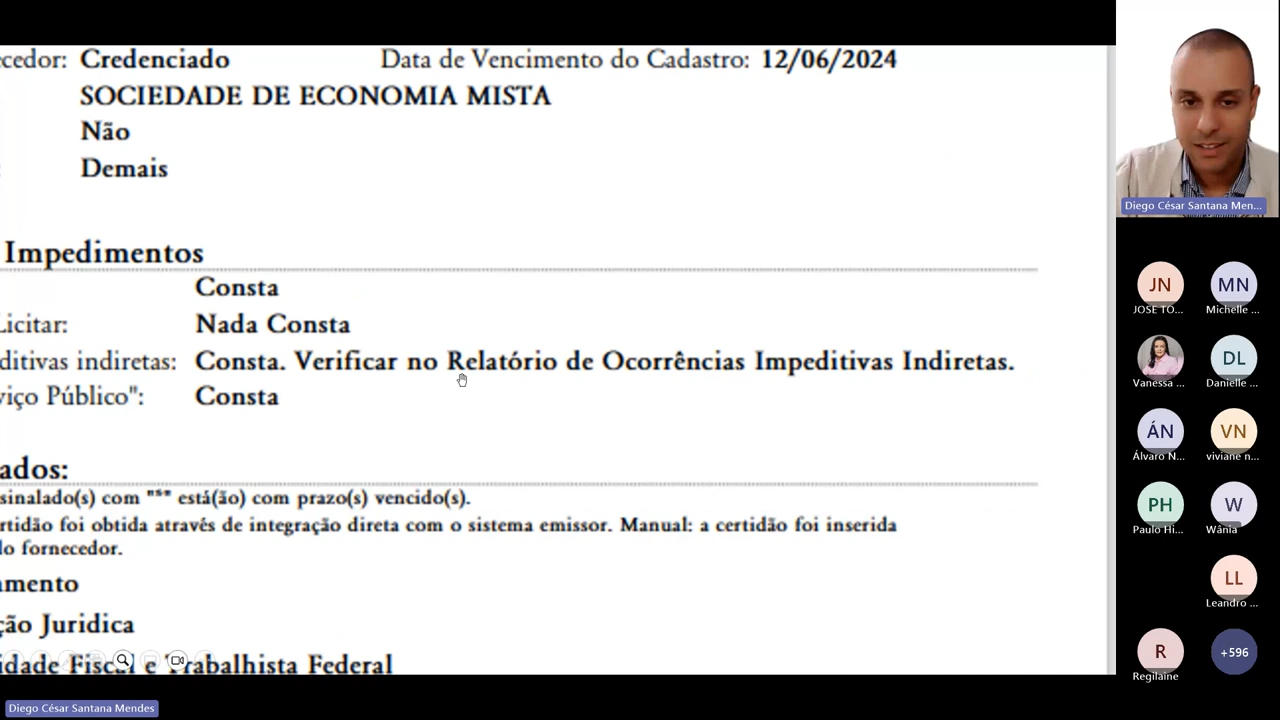 ecedor: Credenciado Data de Vencimento do Cadastro: 12/06/2024
SOCIEDADE DE ECONOMIA MISTA
Não
Demais
Impedimentos
Consta
Licitar: Nada Consta
ditivas indiretas: Consta. Verificar no Relatório de Ocorrências Impeditivas Indiretas.
viço Público": Consta
ados:
sinalado(s) com "*" está(ão) com prazo(s) vencido(s).
rtidão foi obtida através de integração direta com o sistema emissor. Manual: a certidão foi inserida
lo fornecedor.
amento
ção Juridica
idade Fiscal e Trabalhista Federal
Diego César Santana Mendes
Diego César Santana Men...
JN
JOSE TO...
MN
Michelle ...
Vanessa ...
DL
Danielle ...
ÁN
Álvaro N...
VN
viviane n...
PH
Paulo Hi...
W
Wânia
LL
Leandro ...
R
Regilaine
+596